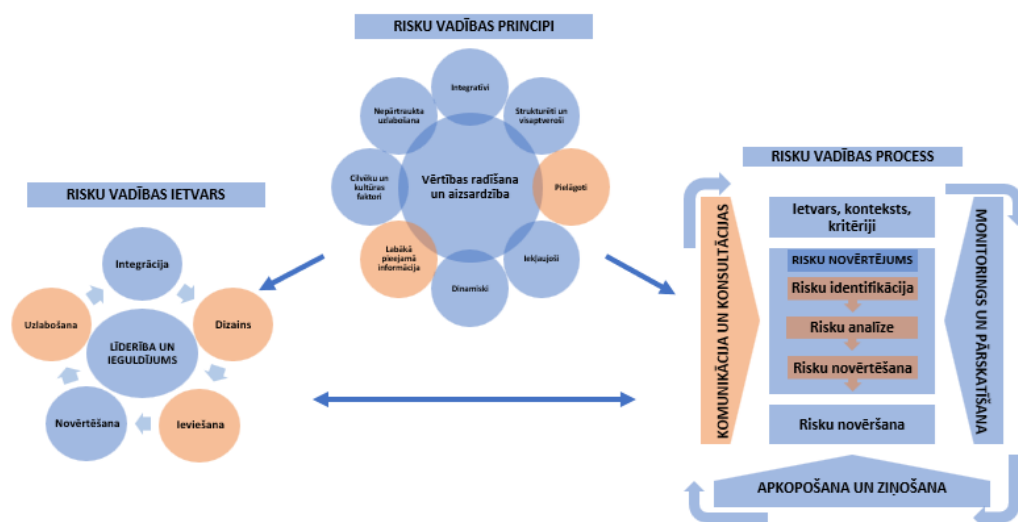 RISKU VADĪBAS PRINCIPI
Integratīvi
Nepārtraukta
uzlabošana
Strukturēti un
visaptveroši
Cilvēku un
kultūras
faktori
Vērtības radīšana
un aizsardzība
Pielāgoti
Labākā
pieejamā
informācija
Iekļaujoši
Dinamiski
RISKU VADĪBAS IETVARS
Integrācija
Uzlabošana
Dizains
LĪDERĪBA UN
IEGULDĪJUMS
Novērtēšana
Ieviešana
RISKU VADĪBAS PROCESS
KOMUNIKĀCIJA UN KONSULTĀCIJAS
Ietvars, konteksts,
kritēriji
RISKU NOVĒRTĒJUMS
Risku identifikācija
Risku analīze
Risku novērtēšana
Risku novēršana
MONITORINGS UN PĀRSKATĪŠANA
APKOPOŠANA UN ZIŅOŠANA